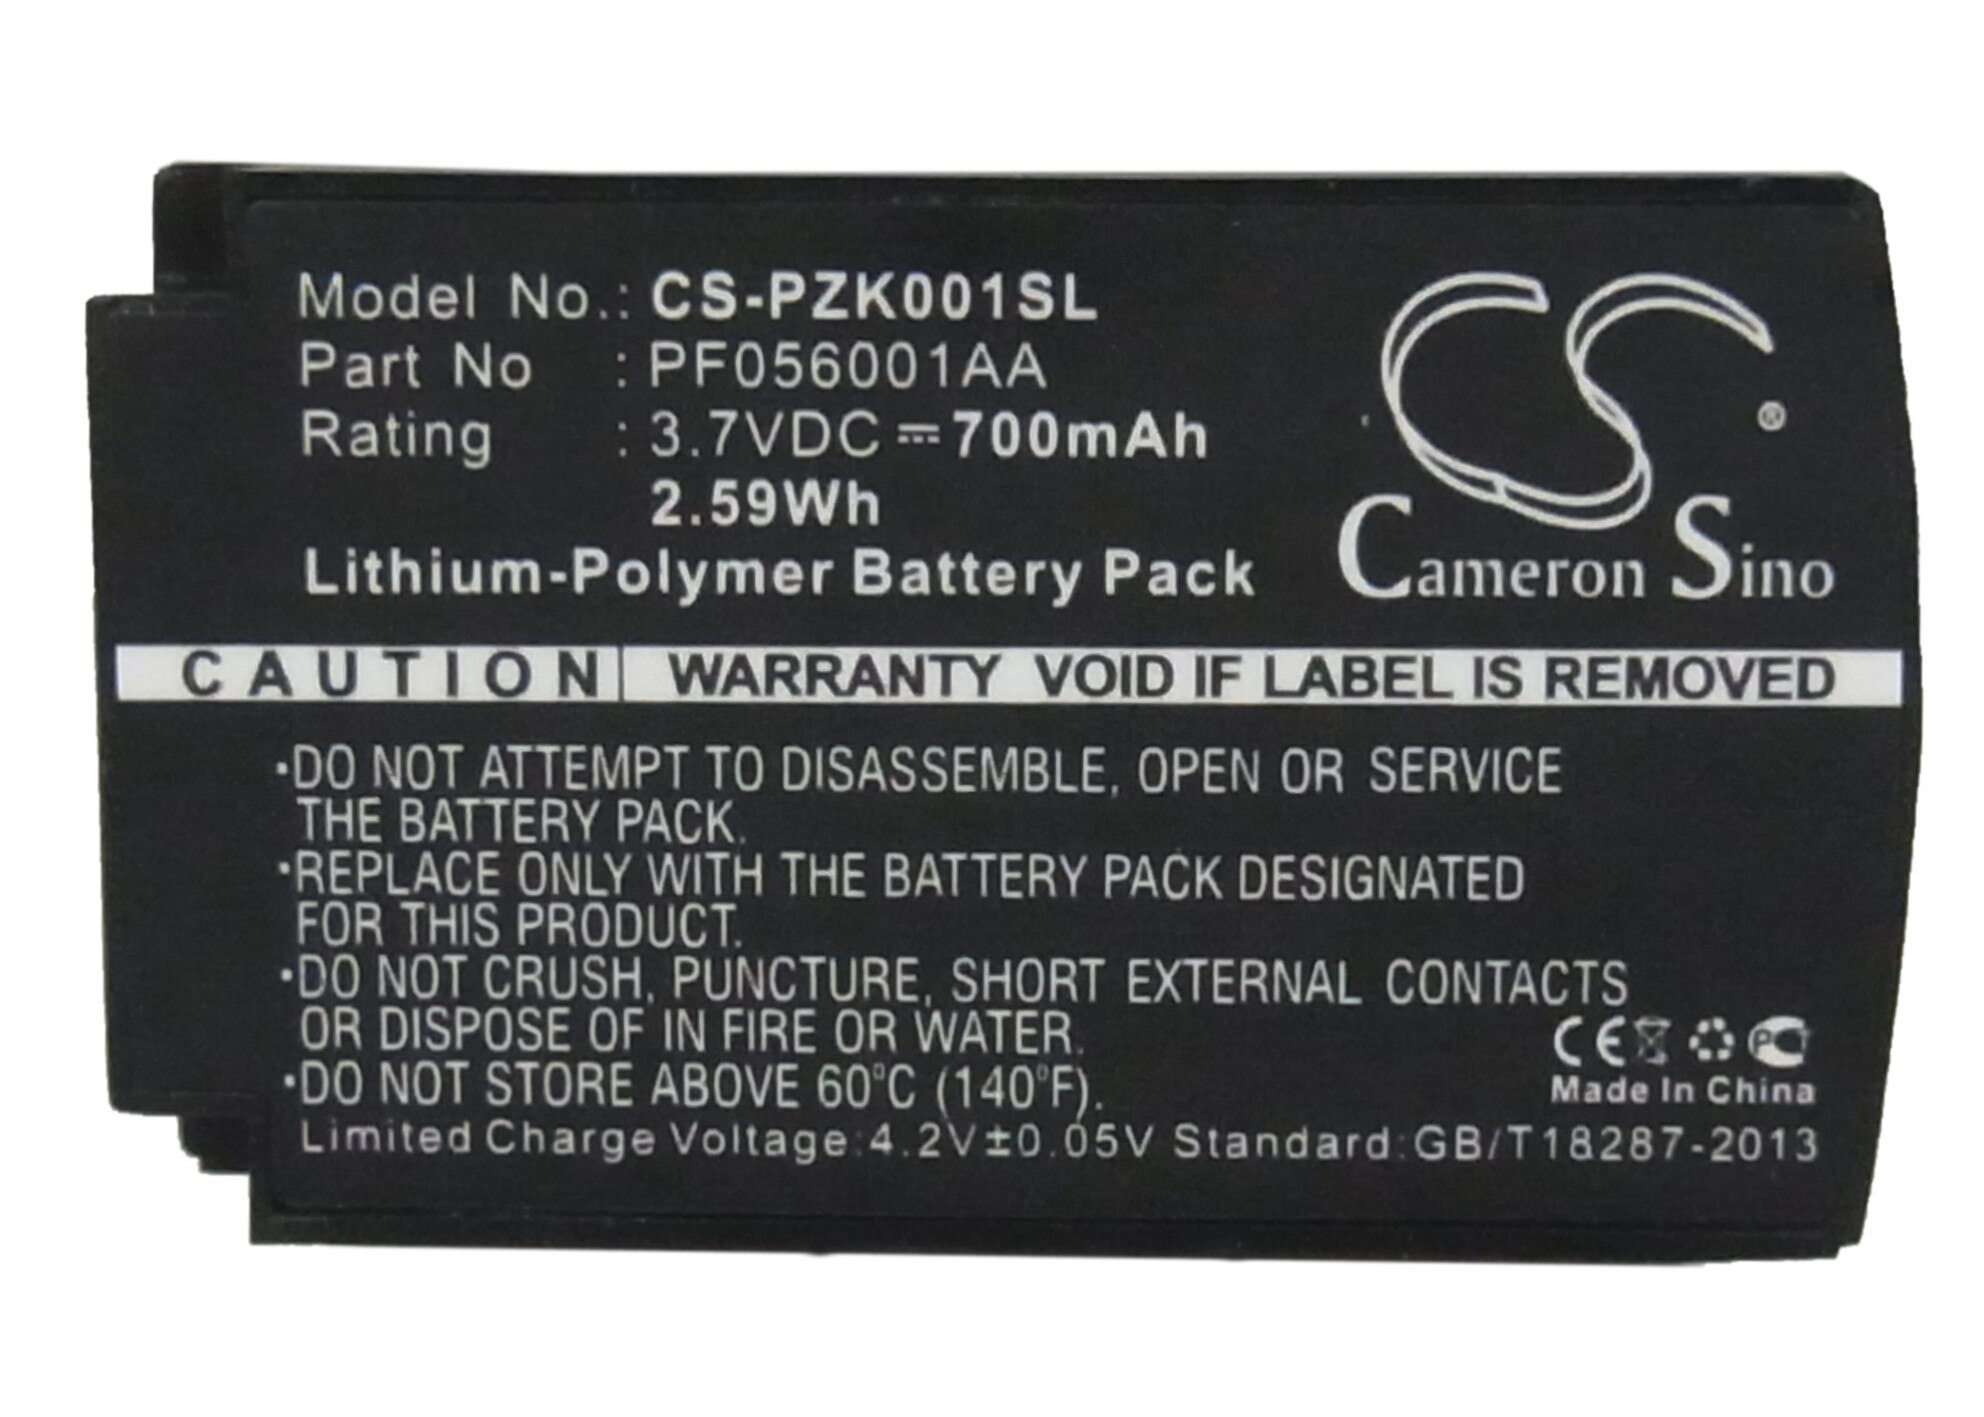 Model No.: CS-PZK001SL
Part No : PF056001AA
Rating : 3.7VDC ⎓ 700mAh
2.59Wh
Lithium-Polymer Battery Pack
CS ®
Cameron Sino
CAUTION WARRANTY VOID IF LABEL IS REMOVED
•DO NOT ATTEMPT TO DISASSEMBLE, OPEN OR SERVICE
THE BATTERY PACK.
•REPLACE ONLY WITH THE BATTERY PACK DESIGNATED
FOR THIS PRODUCT.
•DO NOT CRUSH, PUNCTURE, SHORT EXTERNAL CONTACTS
OR DISPOSE OF IN FIRE OR WATER.
•DO NOT STORE ABOVE 60°C (140°F).
CE PCT
Made In China
Limited Charge Voltage:4.2V±0.05V Standard:GB/T18287-2013